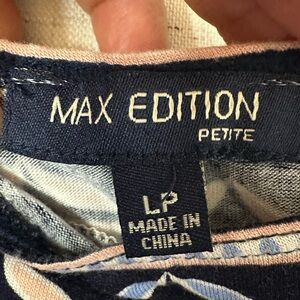 MAX EDITION
PETITE
LP
MADE IN
CHINA